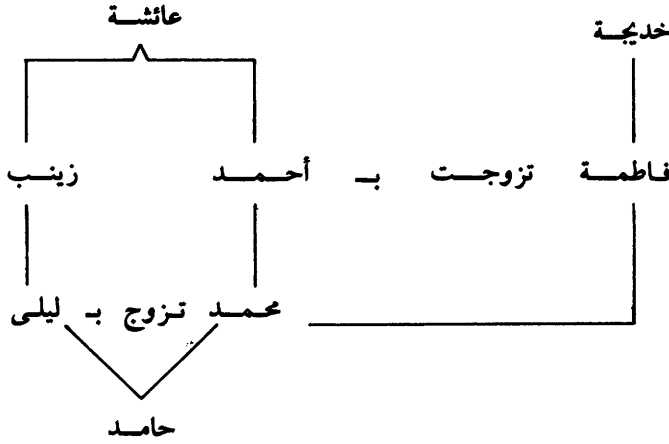 خديجة
عائشة
فاطمة تزوجت بـ أحمد زينب
محمد تزوج بـ ليلى
حامد